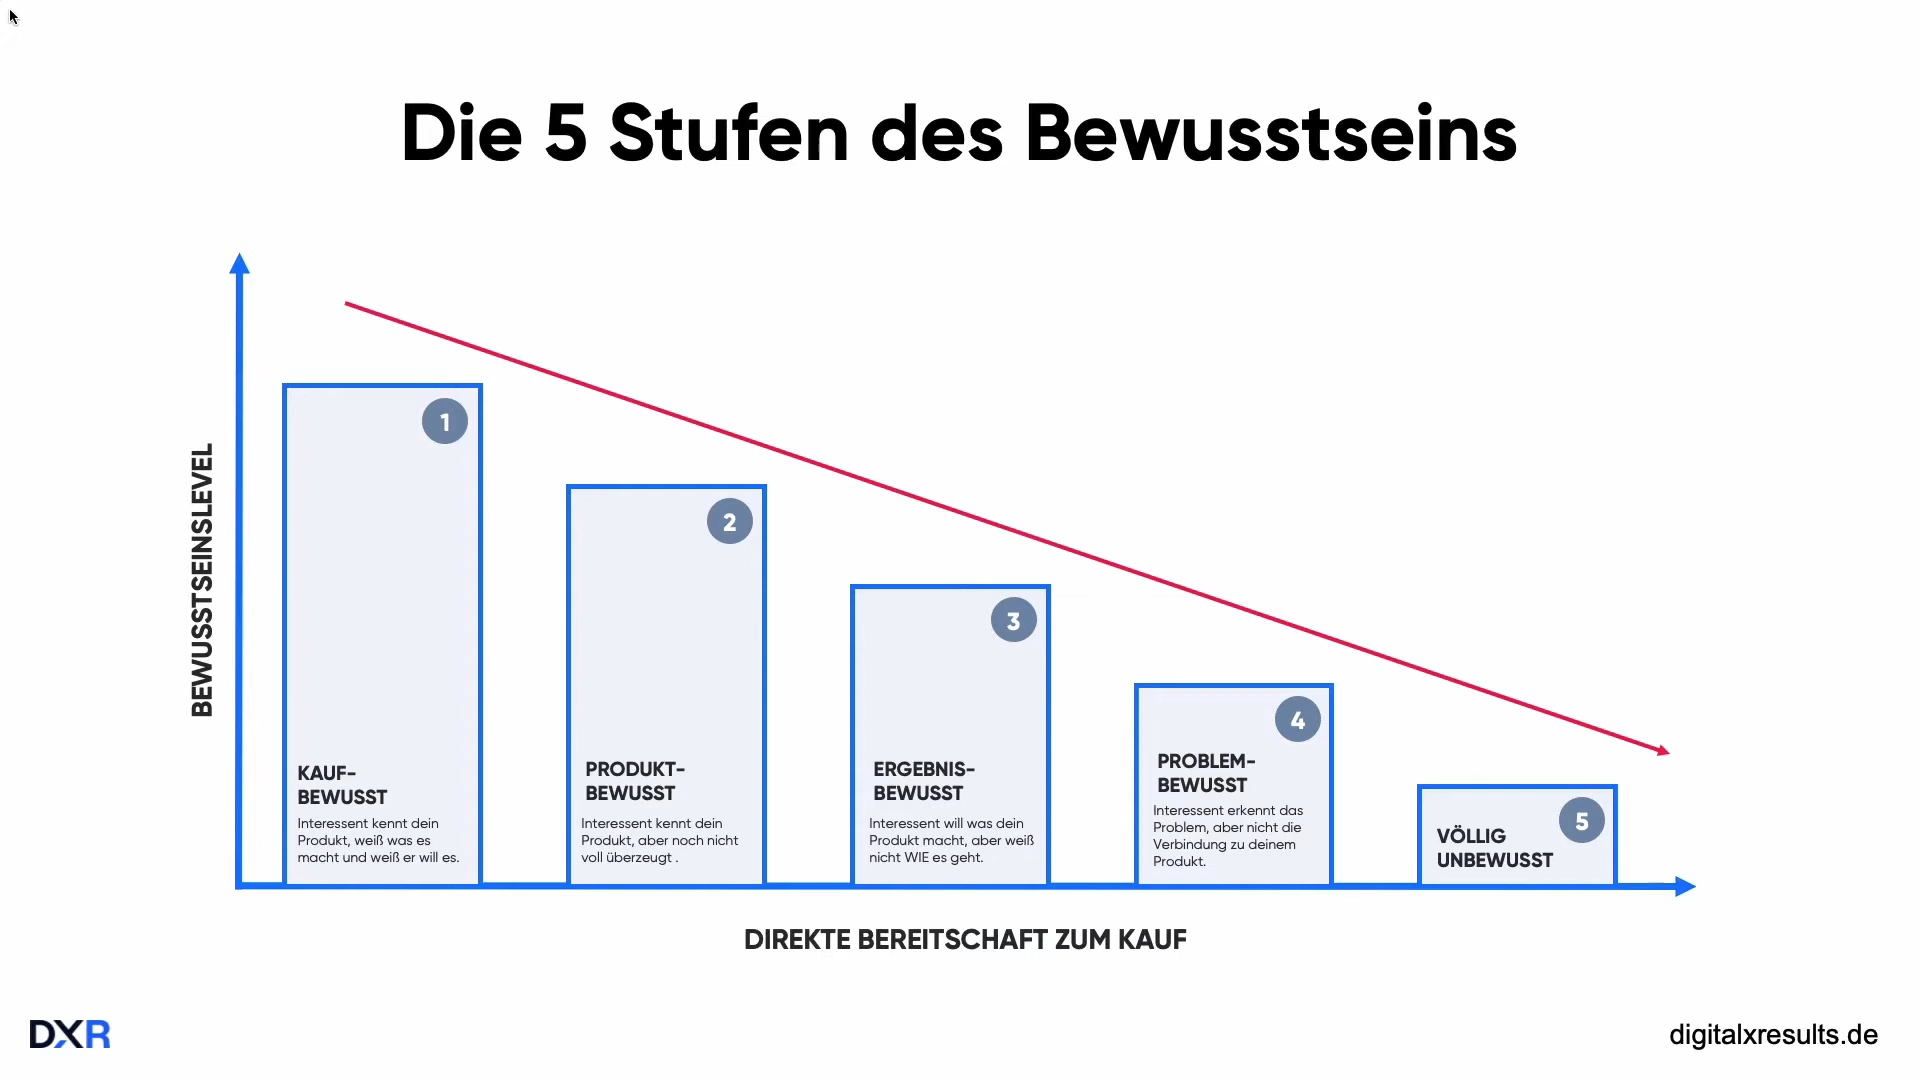 Die 5 Stufen des Bewusstseins
BEWUSSTSEINSLEVEL
1
KAUF-
BEWUSST
Interessent kennt dein
Produkt, weiß was es
macht und weiß er will es.
2
PRODUKT-
BEWUSST
Interessent kennt dein
Produkt, aber noch nicht
voll überzeugt .
3
ERGEBNIS-
BEWUSST
Interessent will was dein
Produkt macht, aber weiß
nicht WIE es geht.
4
PROBLEM-
BEWUSST
Interessent erkennt das
Problem, aber nicht die
Verbindung zu deinem
Produkt.
5
VÖLLIG
UNBEWUSST
DIREKTE BEREITSCHAFT ZUM KAUF
DXR
digitalxresults.de